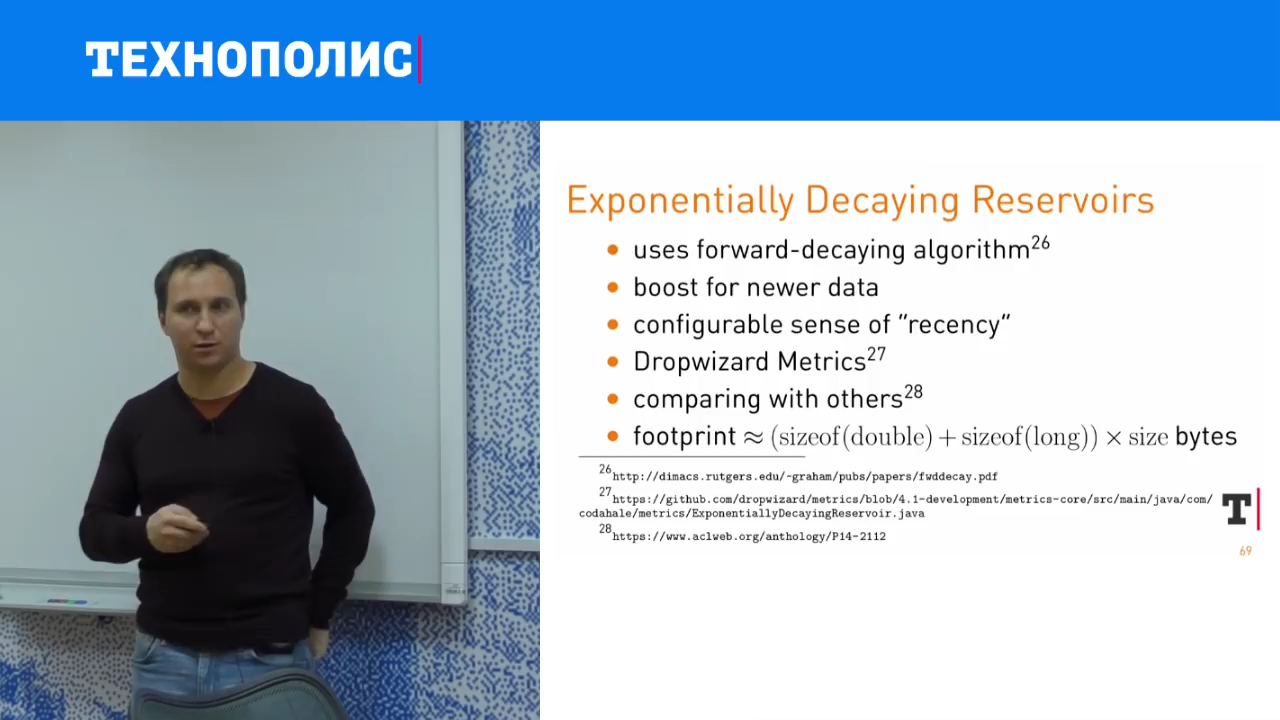 ТЕХНОПОЛИС
Exponentially Decaying Reservoirs
• uses forward-decaying algorithm26
• boost for newer data
• configurable sense of ″recency″
• Dropwizard Metrics27
• comparing with others28
• footprint ≈ (sizeof(double) + sizeof(long)) × size bytes
26http://dimacs.rutgers.edu/~graham/pubs/papers/fwddecay.pdf
27https://github.com/dropwizard/metrics/blob/4.1-development/metrics-core/src/main/java/com/
codahale/metrics/ExponentiallyDecayingReservoir.java
28https://www.aclweb.org/anthology/P14-2112
T
69